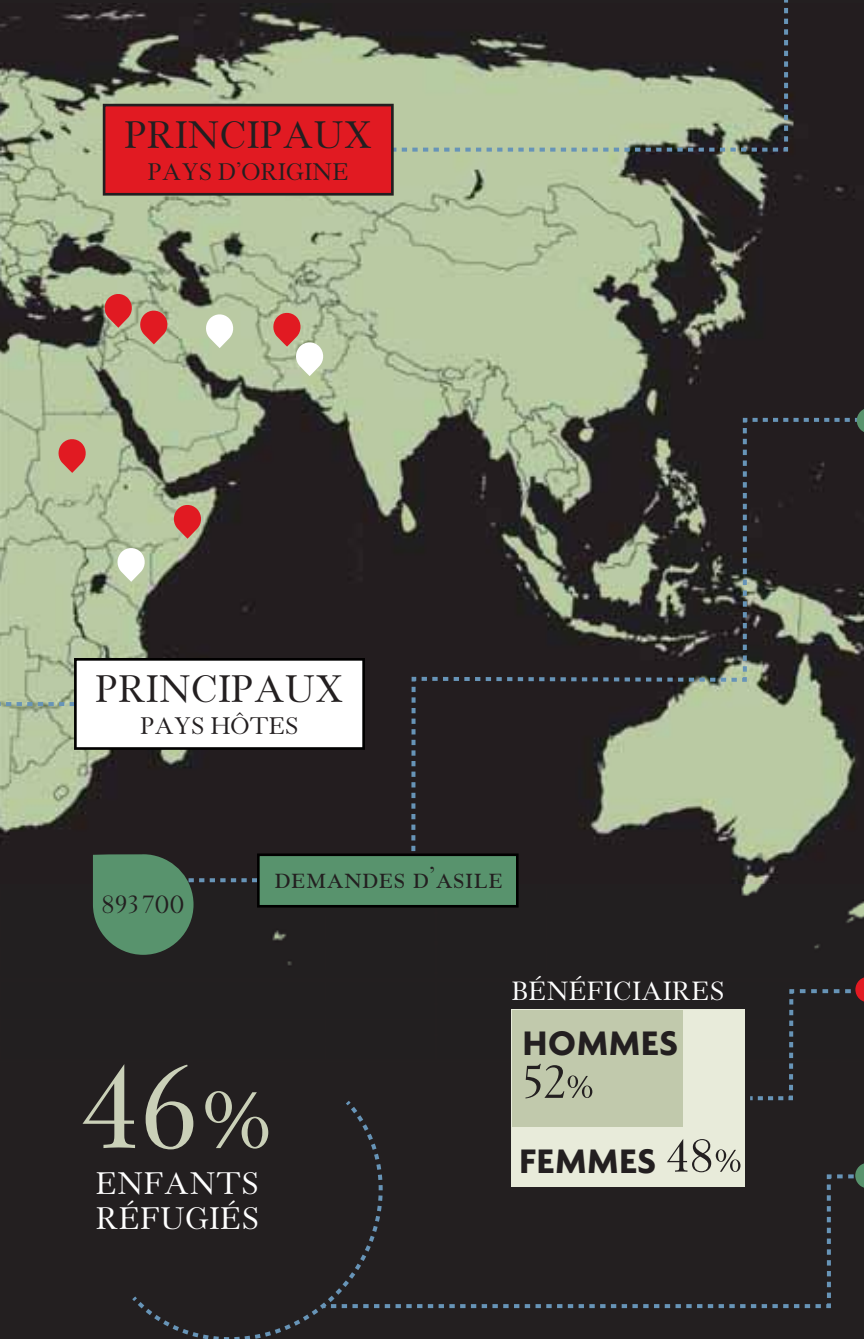 PRINCIPAUX
PAYS D'ORIGINE
PRINCIPAUX
PAYS HÔTES
DEMANDES D'ASILE
893 700
BÉNÉFICIAIRES
HOMMES
52%
FEMMES 48%
46%
ENFANTS
RÉFUGIÉS